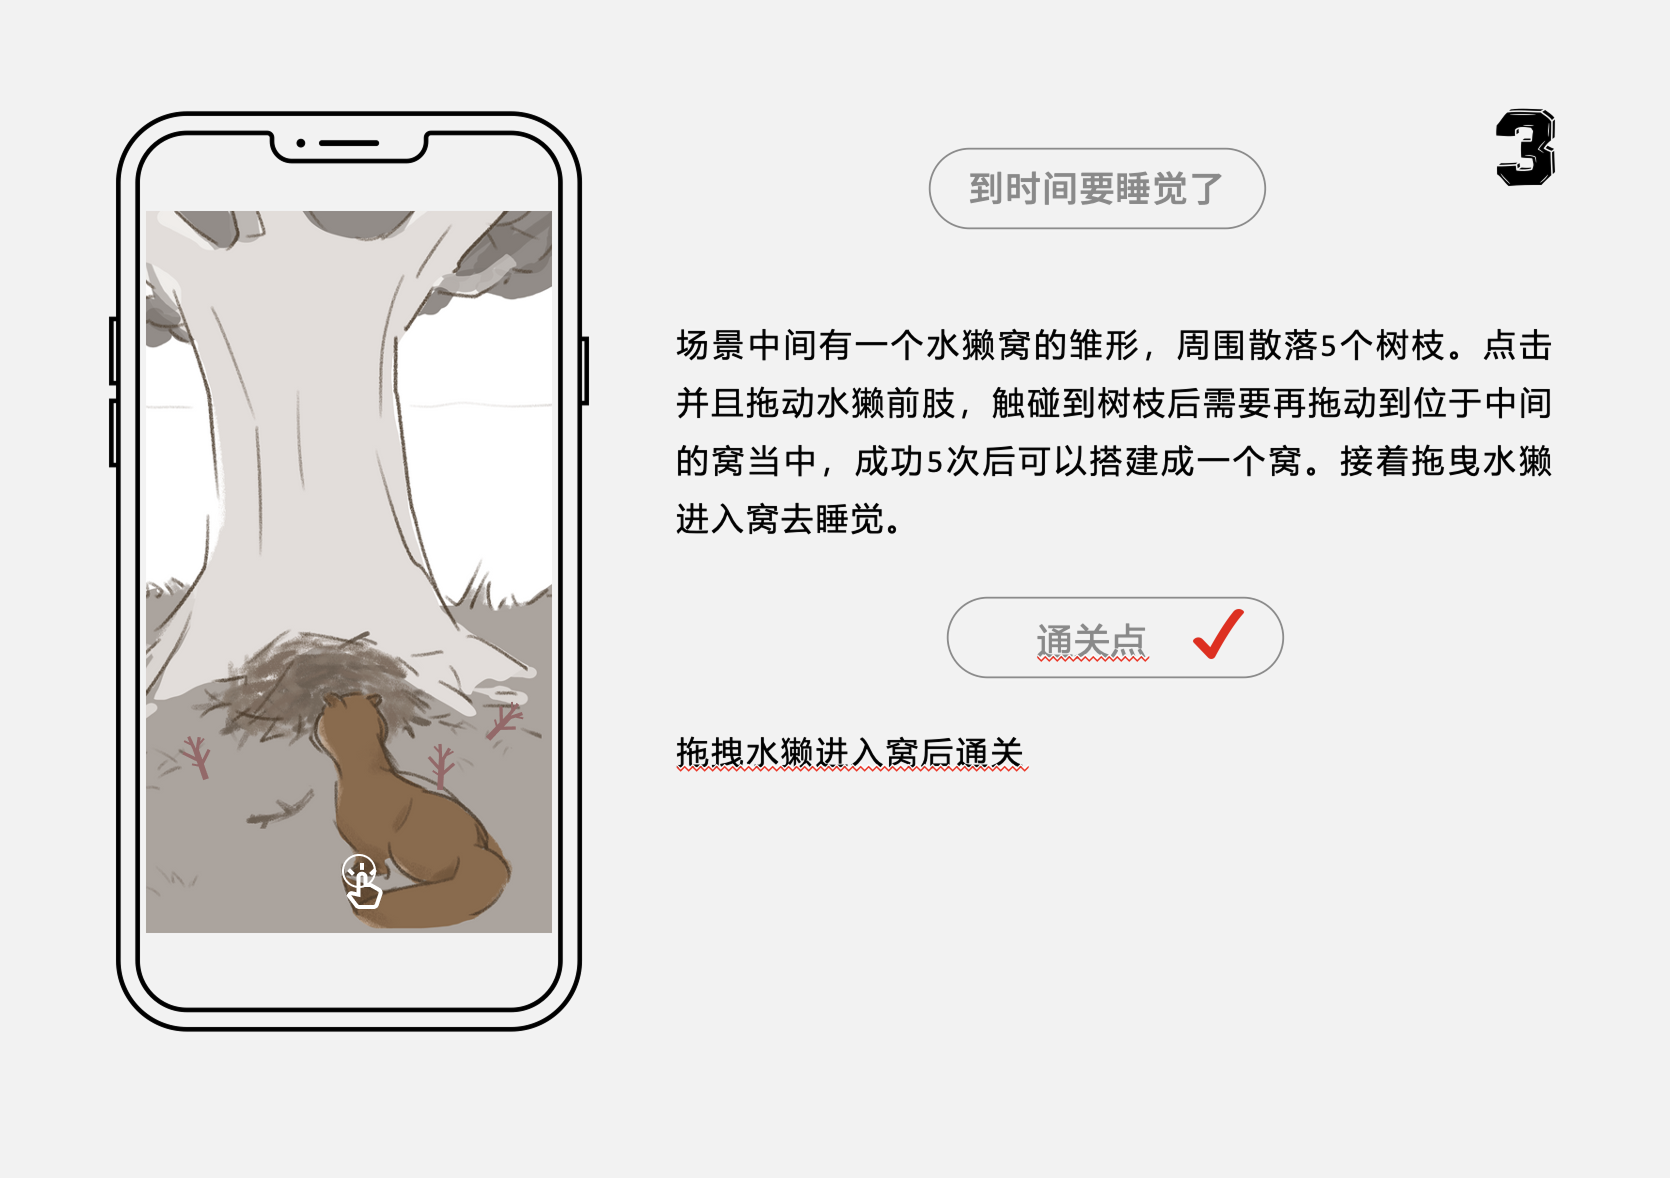 3
到时间要睡觉了
场景中间有一个水獭窝的雏形，周围散落5个树枝。点击
并且拖动水獭前肢，触碰到树枝后需要再拖动到位于中间
的窝当中，成功5次后可以搭建成一个窝。接着拖曳水獭
进入窝去睡觉。
通关点
拖拽水獭进入窝后通关